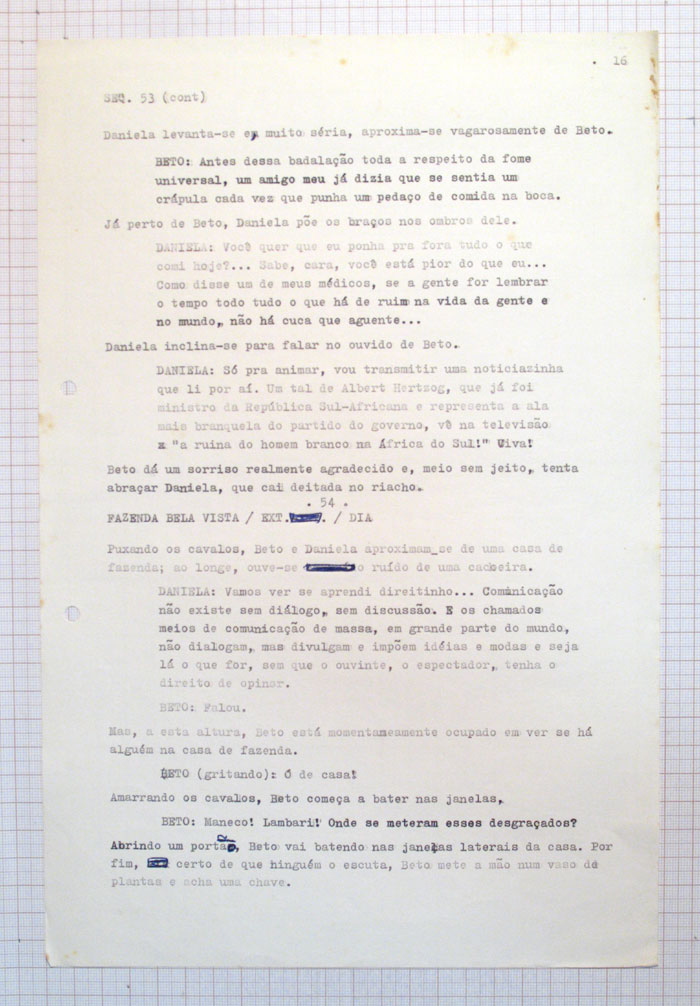 . 16
SEQ. 53 (cont)
Daniela levanta-se e, muito séria, aproxima-se vagarosamente de Beto.
BETO: Antes dessa badalação toda a respeito da fome
universal, um amigo meu já dizia que se sentia um
crápula cada vez que punha um pedaço de comida na boca.
Já perto de Beto, Daniela põe os braços nos ombros dele.
DANIELA: Você quer que eu ponha pra fora tudo o que
comi hoje?... Sabe, cara, você está pior do que eu...
Como disse um de meus médicos, se a gente for lembrar
o tempo todo tudo o que há de ruim na vida da gente e
no mundo, não há cuca que aguente...
Daniela inclina-se para falar no ouvido de Beto.
DANIELA: Só pra animar, vou transmitir uma noticiazinha
que li por aí. Um tal de Albert Hertzog, que já foi
ministro da República Sul-Africana e representa a ala
mais branquela do partido do governo, vê na televisão
x "a ruina do homem branco na África do Sul!" Viva!
Beto dá um sorriso realmente agradecido e, meio sem jeito, tenta
abraçar Daniela, que cai deitada no riacho.
. 54 .
FAZENDA BELA VISTA / EXT. . / DIA
Puxando os cavalos, Beto e Daniela aproximam_se de uma casa de
fazenda; ao longe, ouve-se o ruído de uma cachoeira.
DANIELA: Vamos ver se aprendi direitinho... Comunicação
não existe sem diálogo, sem discussão. E os chamados
meios de comunicação de massa, em grande parte do mundo,
não dialogam, mas divulgam e impõem idéias e modas e seja
lá o que for, sem que o ouvinte, o espectador, tenha o
direito de opinar.
BETO: Falou.
Mas, a esta altura, Beto está momentaneamente ocupado em ver se há
alguém na casa de fazenda.
BETO (gritando): Ó de casa!
Amarrando os cavalos, Beto começa a bater nas janelas,
BETO: Maneco! Lambari! Onde se meteram esses desgraçados?
Abrindo um portão, Beto vai batendo nas janelas laterais da casa. Por
fim, certo de que hinguém o escuta, Beto mete a mão num vaso de
plantas e acha uma chave.